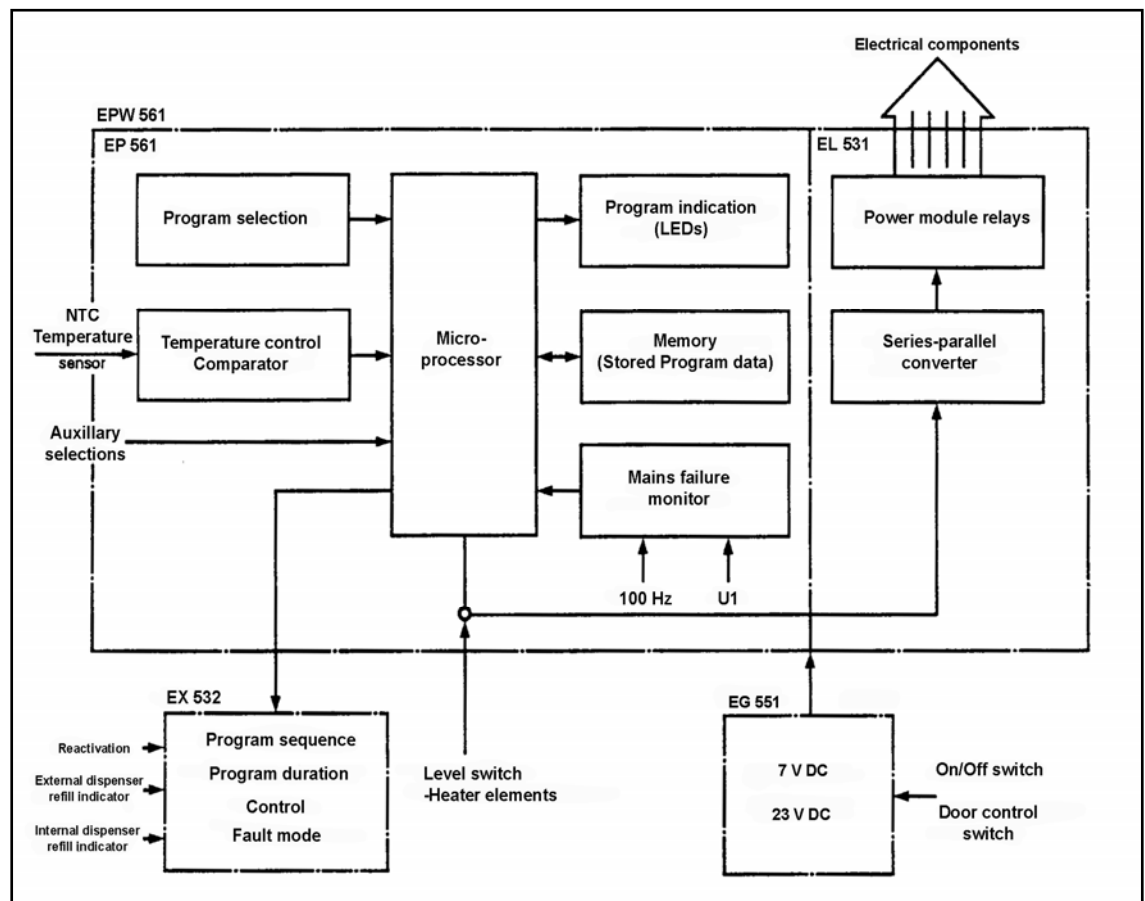 Electrical components
EPW 561
EP 561
EL 531
Program selection
Micro-
processor
Program indication
(LEDs)
Power module relays
NTC
Temperature
sensor
Temperature control
Comparator
Memory
(Stored Program data)
Series-parallel
converter
Auxillary
selections
Mains failure
monitor
100 Hz
U1
EX 532
Program sequence
Program duration
Control
Fault mode
Reactivation
External dispenser
refill indicator
Internal dispenser
refill indicator
Level switch
-Heater elements
EG 551
7 V DC
23 V DC
On/Off switch
Door control
switch